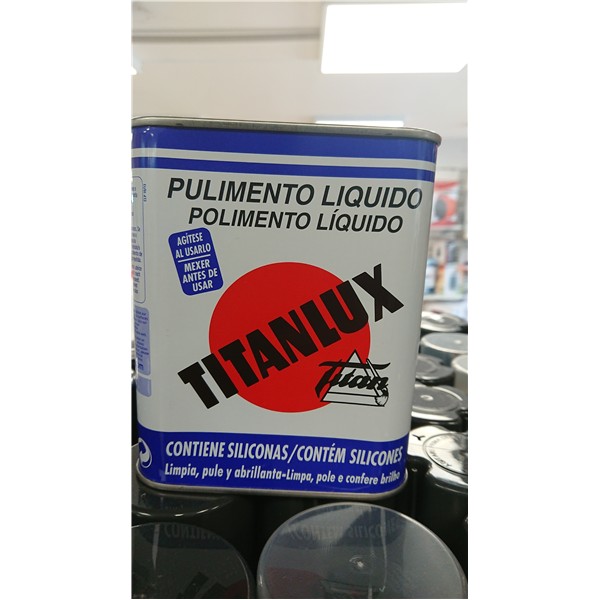 PULIMENTO LIQUIDO
POLIMENTO LÍQUIDO
AGÍTESE
AL USARLO
MEXER
ANTES DE
USAR
TITANLUX
Titan
CONTIENE SILICONAS/CONTÉM SILICONES
Limpia, pule y abrillanta-Limpa, pole e confere brilho